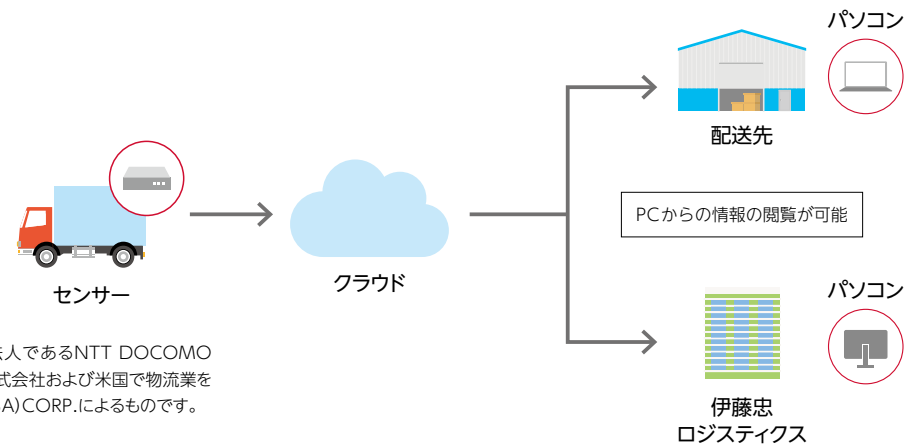 パソコン
配送先
PCからの情報の閲覧が可能
センサー
クラウド
パソコン
伊藤忠
ロジスティクス
人であるNTT DOCOMO
式会社および米国で物流業を
A)CORP.によるものです。